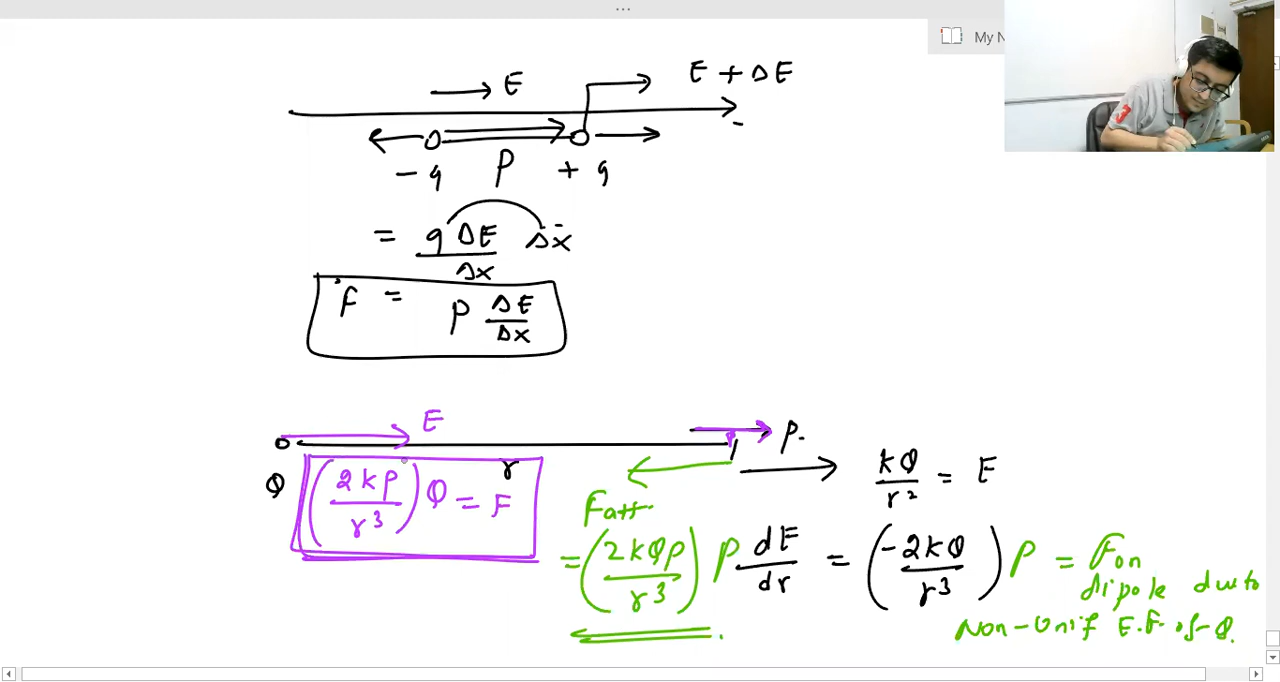 ...
My N
E
E + ΔE
- q
P
+ q
= qΔE/Δx Δx
F = P ΔE/Δx
E
P.
Q
r
(2kp/r³) Q = F
kQ/r² = E
Fatt.
= (2kQp/r³)
P dE/dr = (-2kQ/r³) P = Fon
dipole due to
Non-Unif E.F. of Q.